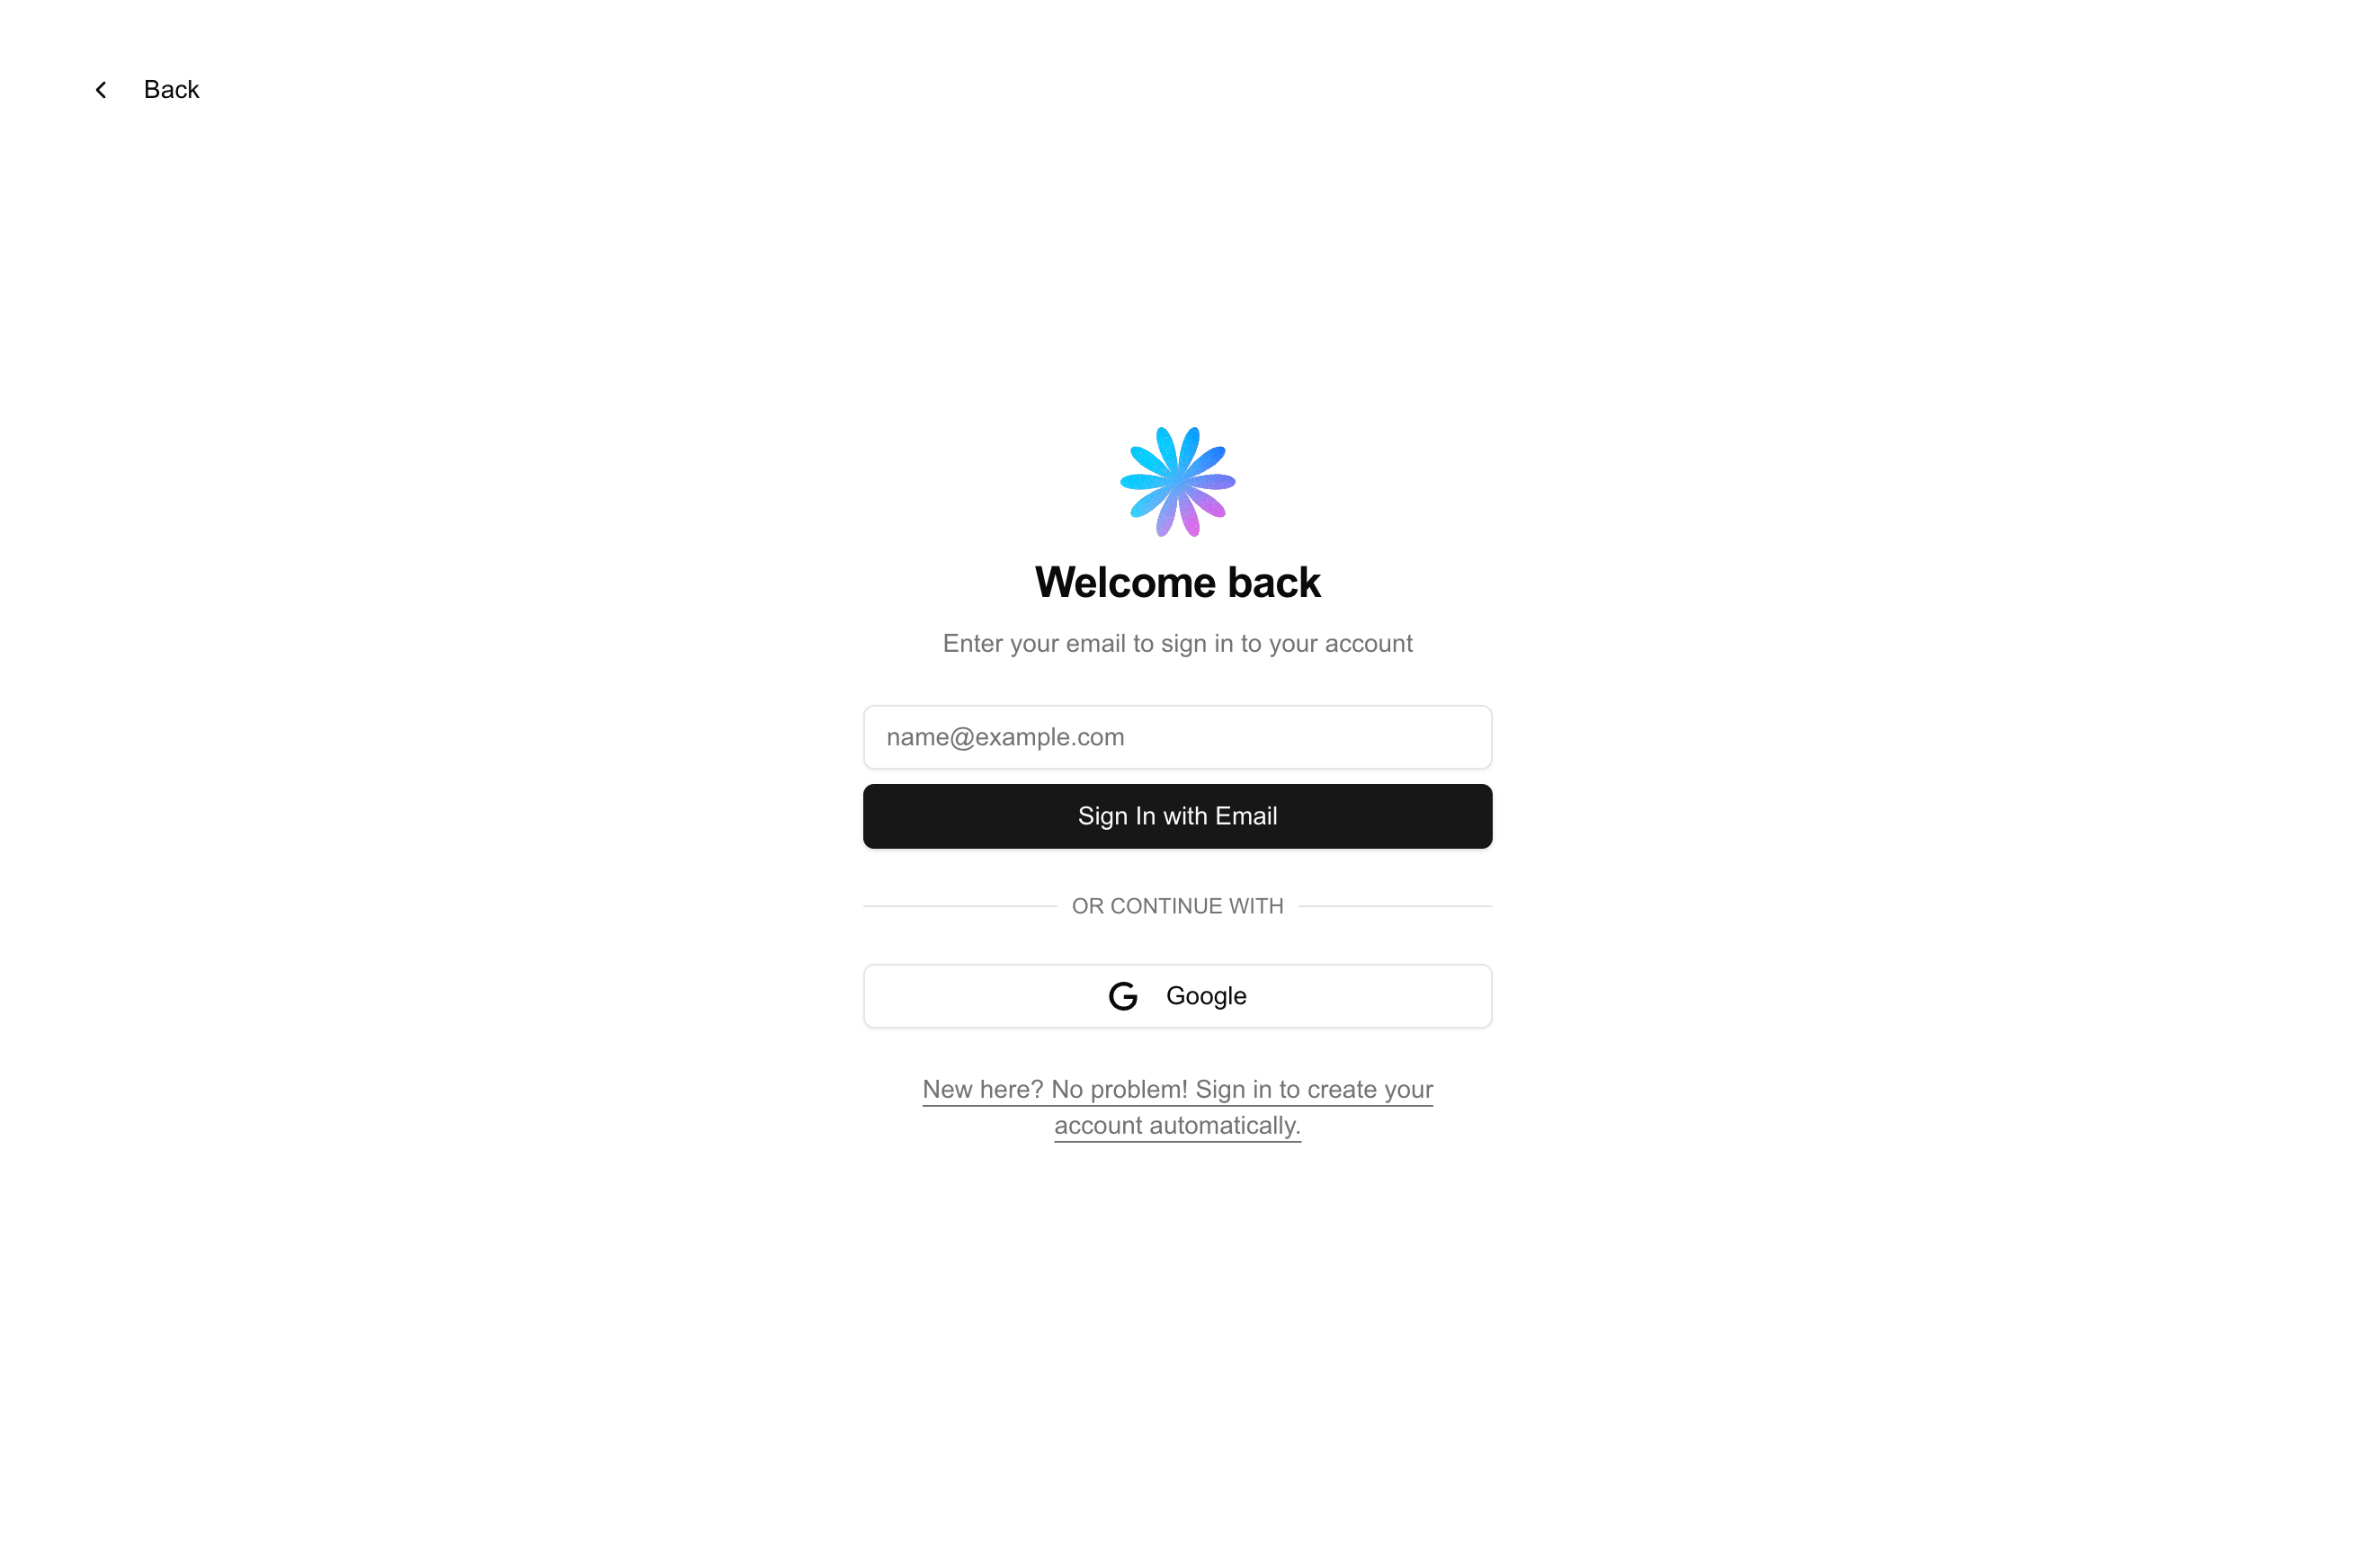 Back
Welcome back
Enter your email to sign in to your account
name@example.com
Sign In with Email
OR CONTINUE WITH
Google
New here? No problem! Sign in to create your
account automatically.